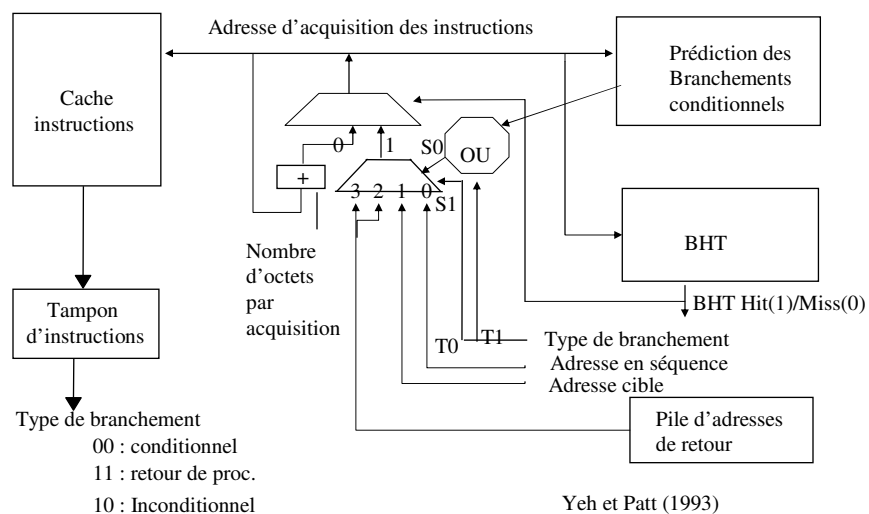 Adresse d'acquisition des instructions
Cache
instructions
Prédiction des
Branchements
conditionnels
0
1
S0
OU
+
3 2 1 0
S1
Nombre
d'octets
par
acquisition
BHT
BHT Hit(1)/Miss(0)
Tampon
d'instructions
T0
T1
Type de branchement
Adresse en séquence
Adresse cible
Pile d'adresses
de retour
Type de branchement
00 : conditionnel
11 : retour de proc.
10 : Inconditionnel
Yeh et Patt (1993)